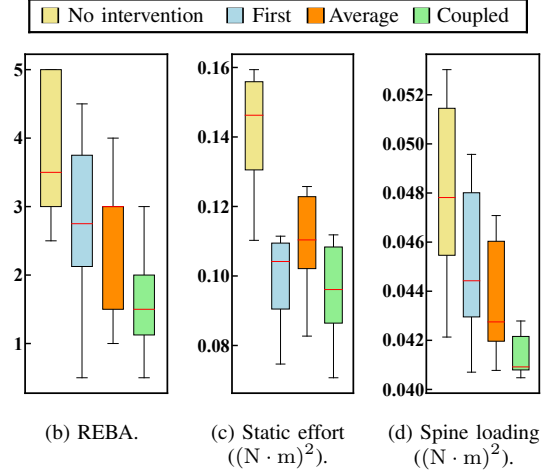 No intervention First Average Coupled
5
4
3
2
1
0.16
0.14
0.12
0.10
0.08
0.052
0.050
0.048
0.046
0.044
0.042
0.040
(b) REBA.
(c) Static effort
((N · m)²).
(d) Spine loading
((N · m)²).